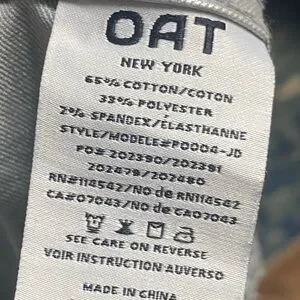 OAT
NEW YORK
65% COTTON/COTON
33% POLYESTER
2% SPANDEX/ÉLASTHANNE
STYLE/MODELE#P0004-JD
PO# 202390/202391
202479/202480
RN#114542/NO de RN114542
CA#07043/NO de CA07043
SEE CARE ON REVERSE
VOIR INSTRUCTION AUVERSO
MADE IN CHINA